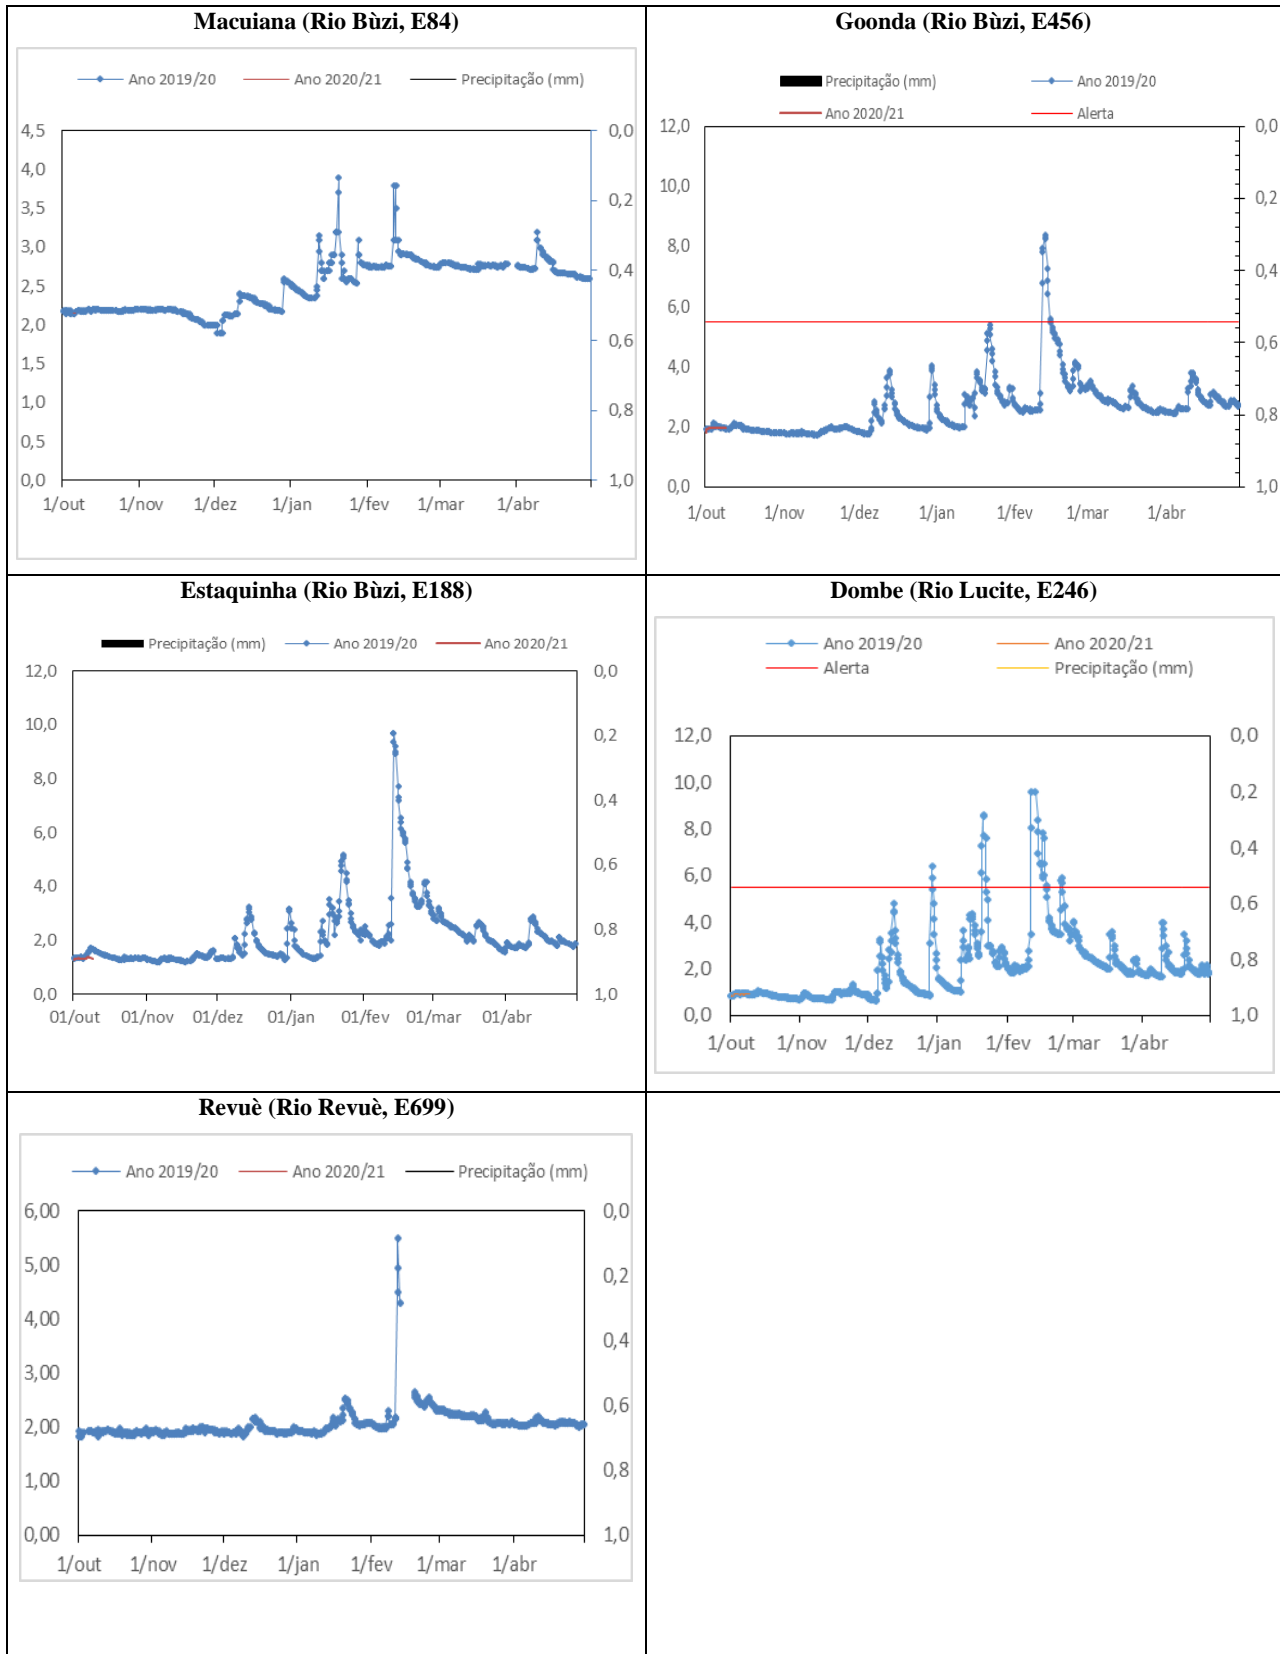 Macuiana (Rio Bùzi, E84)
Ano 2019/20 Ano 2020/21 Precipitação (mm)
4,5 0,0
4,0
3,5 0,2
3,0
2,5 0,4
2,0
0,6
1,5
1,0 0,8
0,5
0,0 1,0
1/out 1/nov 1/dez 1/jan 1/fev 1/mar 1/abr
Goonda (Rio Bùzi, E456)
Precipitação (mm) Ano 2019/20
Ano 2020/21 Alerta
12,0 0,0
10,0 0,2
8,0
0,4
6,0
0,6
4,0
0,8
2,0
0,0 1,0
1/out 1/nov 1/dez 1/jan 1/fev 1/mar 1/abr
Estaquinha (Rio Bùzi, E188)
Precipitação (mm) Ano 2019/20 Ano 2020/21
12,0 0,0
10,0 0,2
8,0
0,4
6,0
0,6
4,0
2,0 0,8
0,0 1,0
01/out 01/nov 01/dez 01/jan 01/fev 01/mar 01/abr
Dombe (Rio Lucite, E246)
Ano 2019/20 Ano 2020/21
Alerta Precipitação (mm)
12,0 0,0
10,0 0,2
8,0
0,4
6,0
0,6
4,0
2,0 0,8
0,0 1,0
1/out 1/nov 1/dez 1/jan 1/fev 1/mar 1/abr
Revuè (Rio Revuè, E699)
Ano 2019/20 Ano 2020/21 Precipitação (mm)
6,00 0,0
5,00 0,2
4,00
0,4
3,00
0,6
2,00
1,00 0,8
0,00 1,0
1/out 1/nov 1/dez 1/jan 1/fev 1/mar 1/abr